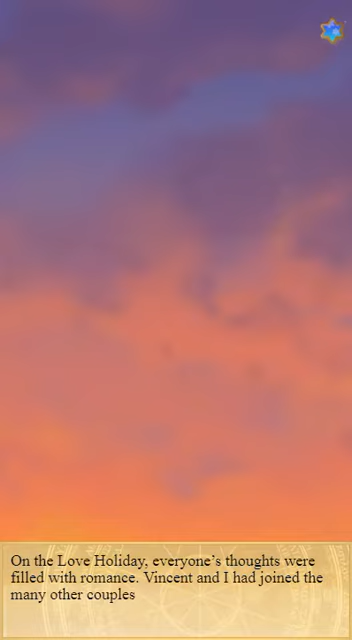 On the Love Holiday, everyone’s thoughts were
filled with romance. Vincent and I had joined the
many other couples